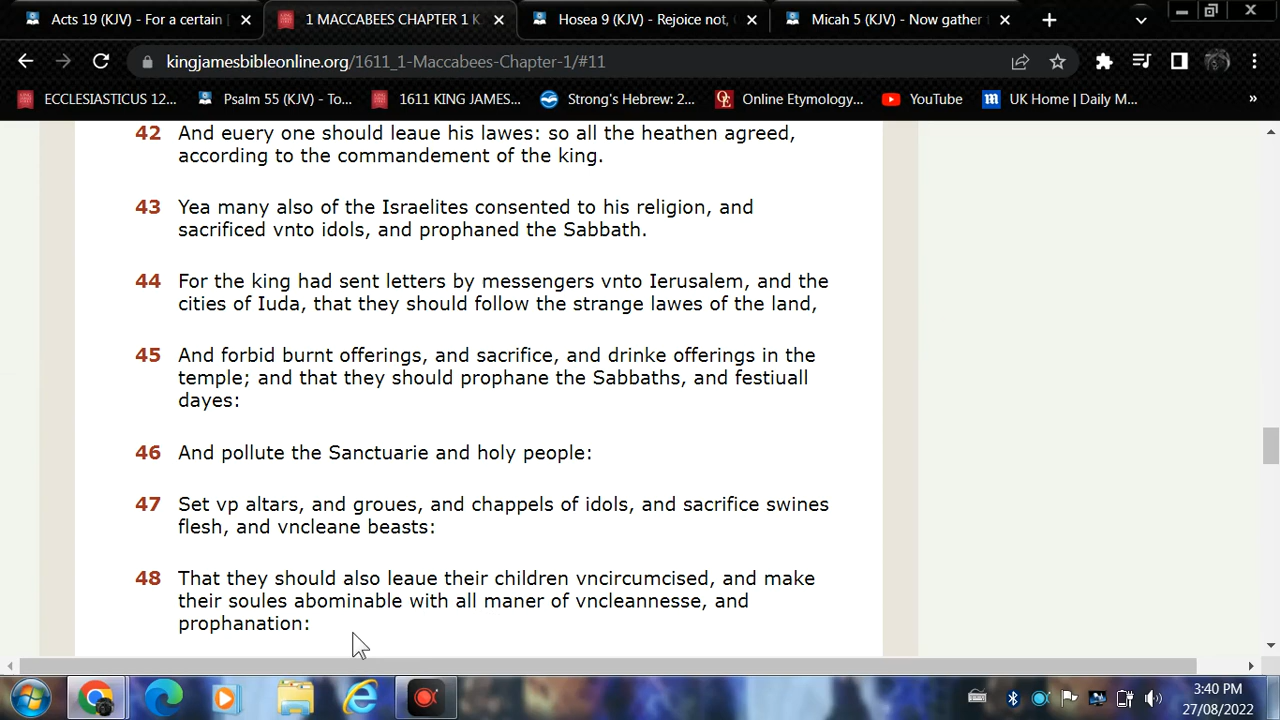 Acts 19 (KJV) - For a certain
1 MACCABEES CHAPTER 1 K
Hosea 9 (KJV) - Rejoice not,
Micah 5 (KJV) - Now gather
kingjamesbibleonline.org/1611_1-Maccabees-Chapter-1/#11
ECCLESIASTICUS 12...
Psalm 55 (KJV) - To...
1611 KING JAMES...
Strong's Hebrew: 2...
Online Etymology...
YouTube
UK Home | Daily M...
»
42 And euery one should leaue his lawes: so all the heathen agreed,
according to the commandement of the king.
43 Yea many also of the Israelites consented to his religion, and
sacrificed vnto idols, and prophaned the Sabbath.
44 For the king had sent letters by messengers vnto Ierusalem, and the
cities of Iuda, that they should follow the strange lawes of the land,
45 And forbid burnt offerings, and sacrifice, and drinke offerings in the
temple; and that they should prophane the Sabbaths, and festiuall
dayes:
46 And pollute the Sanctuarie and holy people:
47 Set vp altars, and groues, and chappels of idols, and sacrifice swines
flesh, and vncleane beasts:
48 That they should also leaue their children vncircumcised, and make
their soules abominable with all maner of vncleannesse, and
prophanation:
3:40 PM
27/08/2022